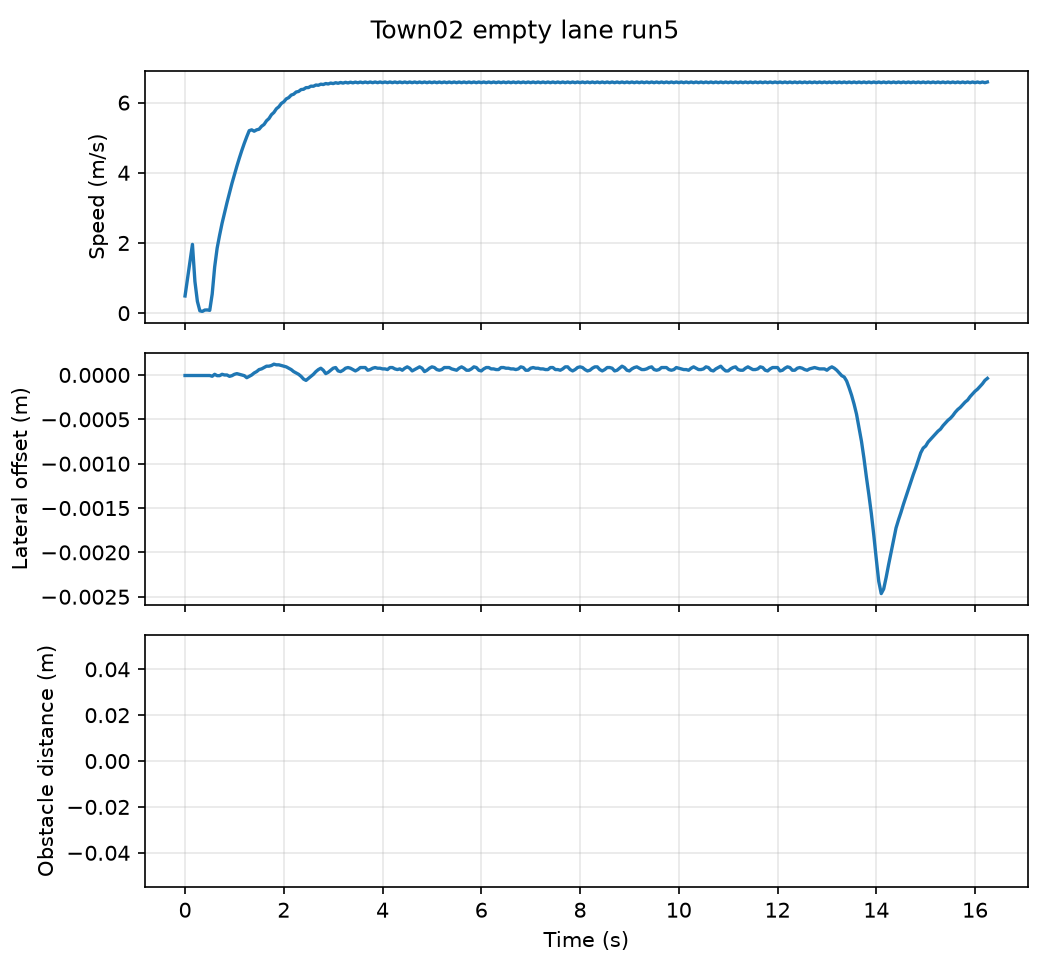 Town02 empty lane run5
6
4
2
0
Speed (m/s)
0.0000
−0.0005
−0.0010
−0.0015
−0.0020
−0.0025
Lateral offset (m)
0.04
0.02
0.00
−0.02
−0.04
Obstacle distance (m)
0 2 4 6 8 10 12 14 16
Time (s)